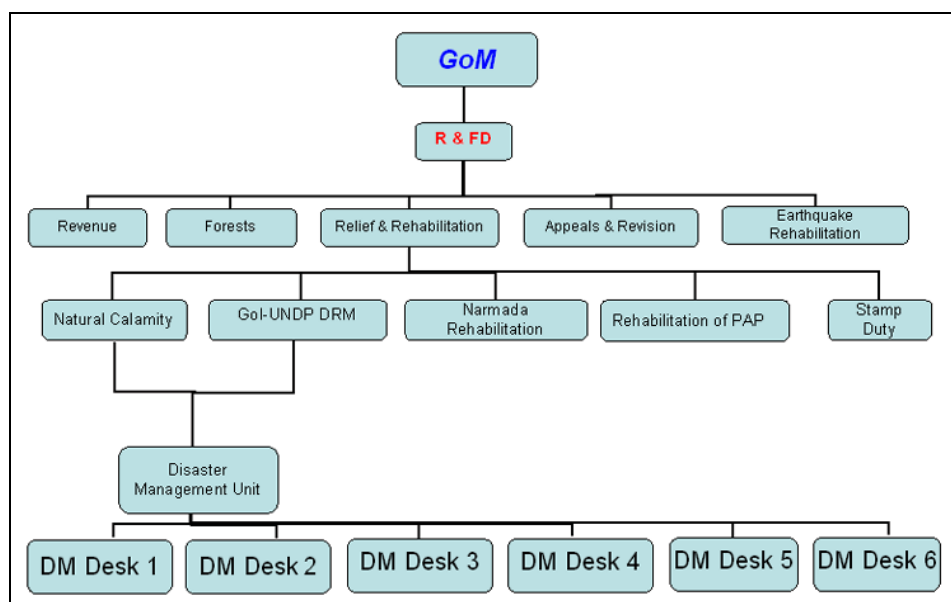 GoM
R & FD
Revenue
Forests
Relief & Rehabilitation
Appeals & Revision
Earthquake
Rehabilitation
Natural Calamity
GoI-UNDP DRM
Narmada
Rehabilitation
Rehabilitation of PAP
Stamp
Duty
Disaster
Management Unit
DM Desk 1
DM Desk 2
DM Desk 3
DM Desk 4
DM Desk 5
DM Desk 6